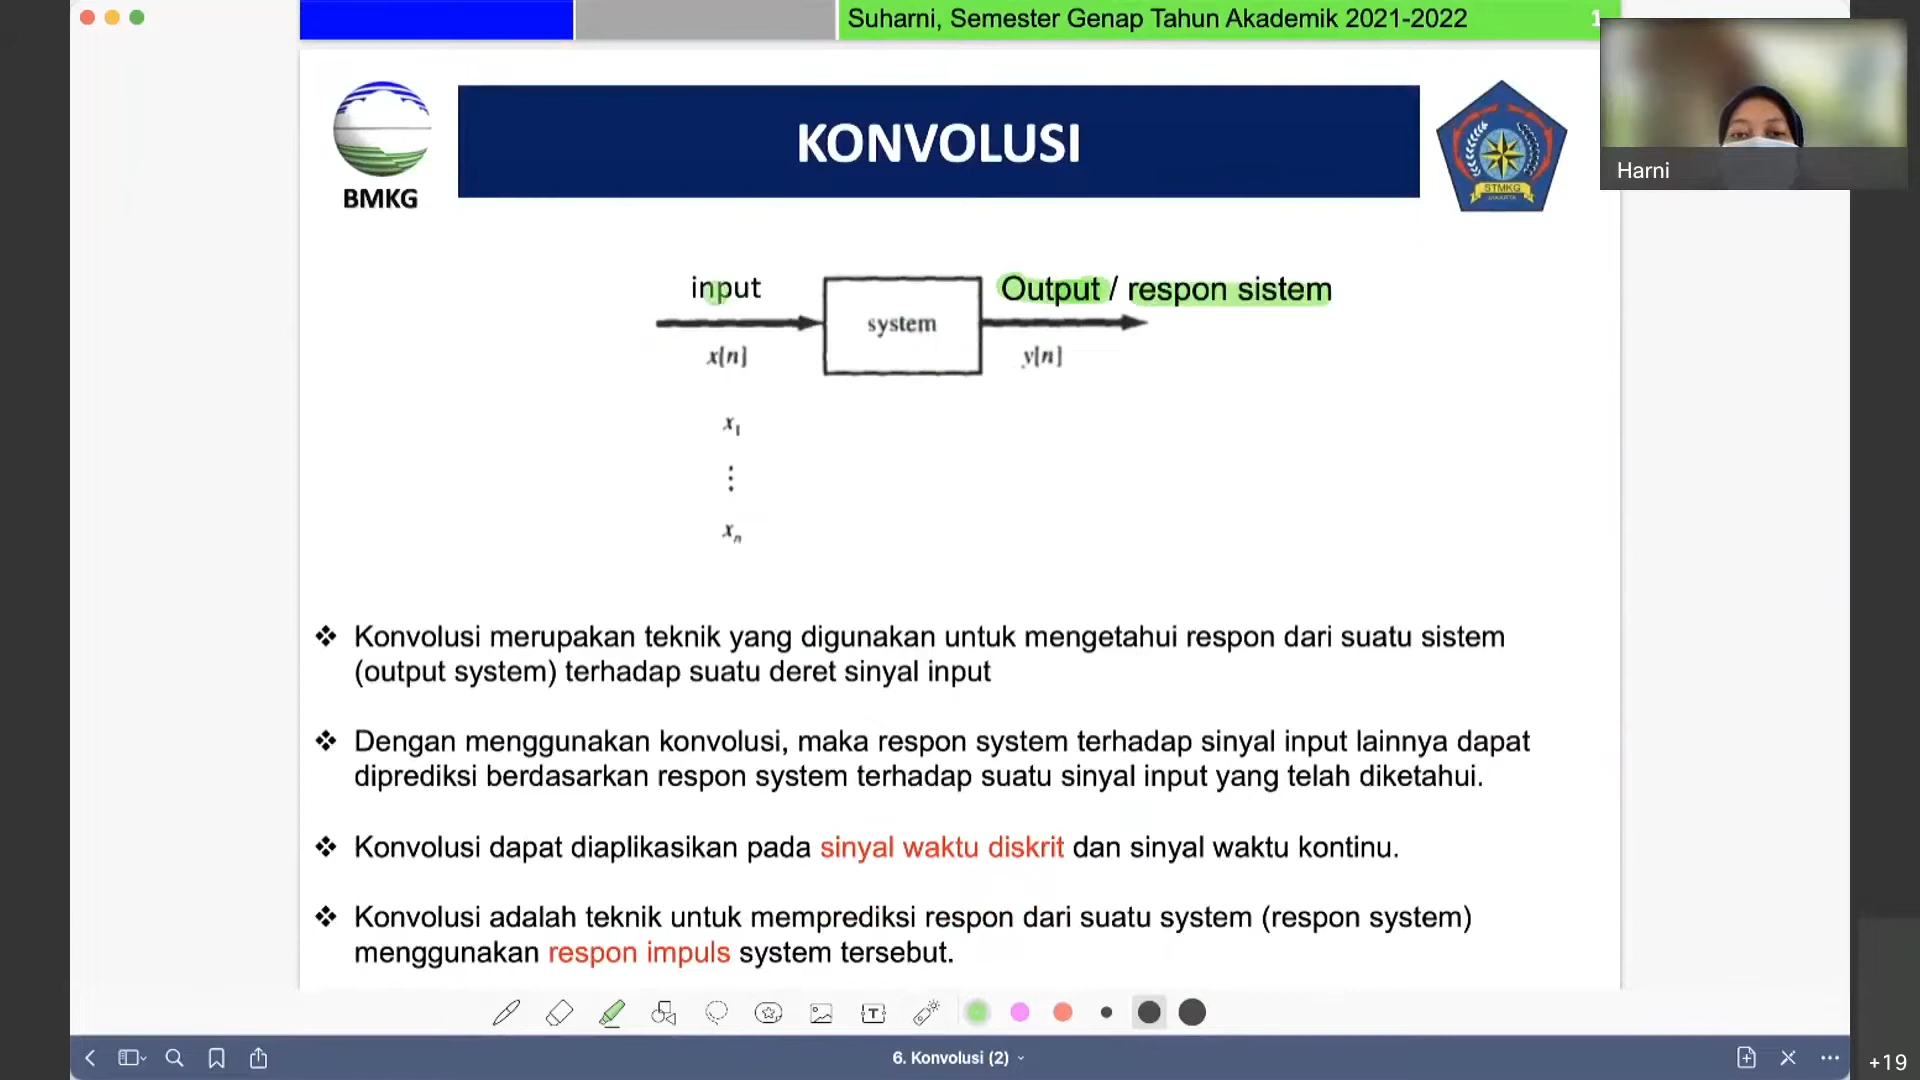 Suharni, Semester Genap Tahun Akademik 2021-2022
1
Harni
BMKG
KONVOLUSI
STMKG
JAKARTA
input
Output / respon sistem
system
x[n]
y[n]
x1
⋮
xn
❖ Konvolusi merupakan teknik yang digunakan untuk mengetahui respon dari suatu sistem
(output system) terhadap suatu deret sinyal input
❖ Dengan menggunakan konvolusi, maka respon system terhadap sinyal input lainnya dapat
diprediksi berdasarkan respon system terhadap suatu sinyal input yang telah diketahui.
❖ Konvolusi dapat diaplikasikan pada sinyal waktu diskrit dan sinyal waktu kontinu.
❖ Konvolusi adalah teknik untuk memprediksi respon dari suatu system (respon system)
menggunakan respon impuls system tersebut.
T
6. Konvolusi (2)
+19